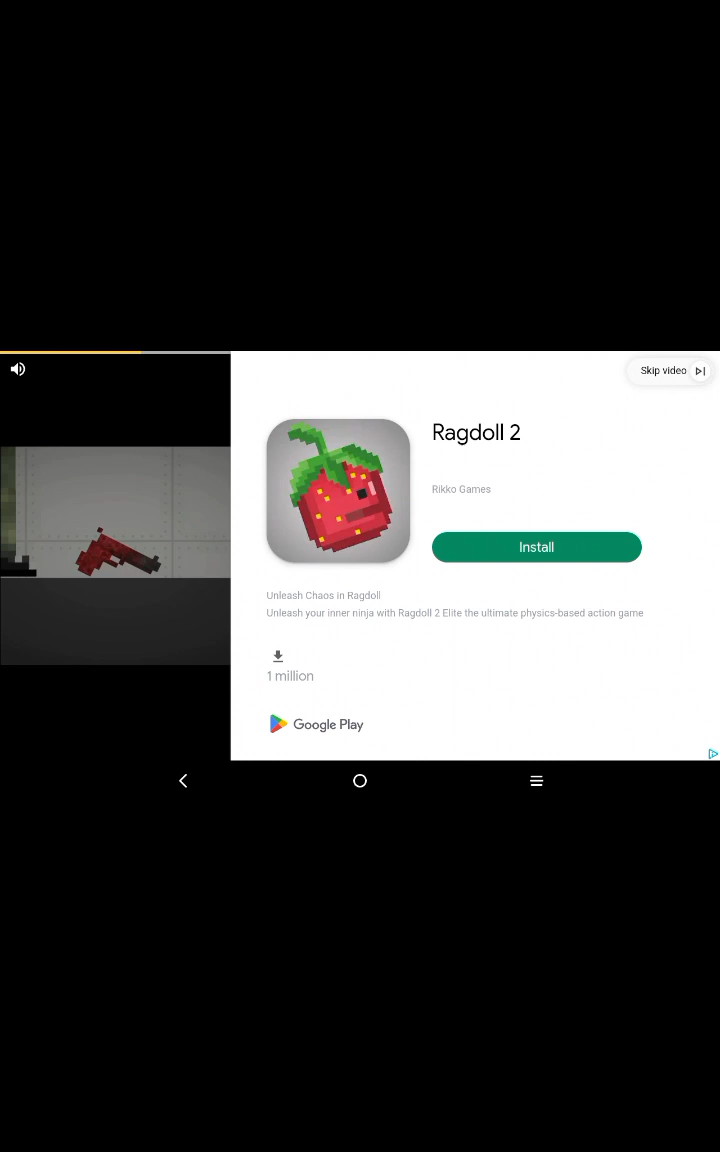 Skip video
Ragdoll 2
Rikko Games
Install
Unleash Chaos in Ragdoll
Unleash your inner ninja with Ragdoll 2 Elite the ultimate physics-based action game
1 million
Google Play